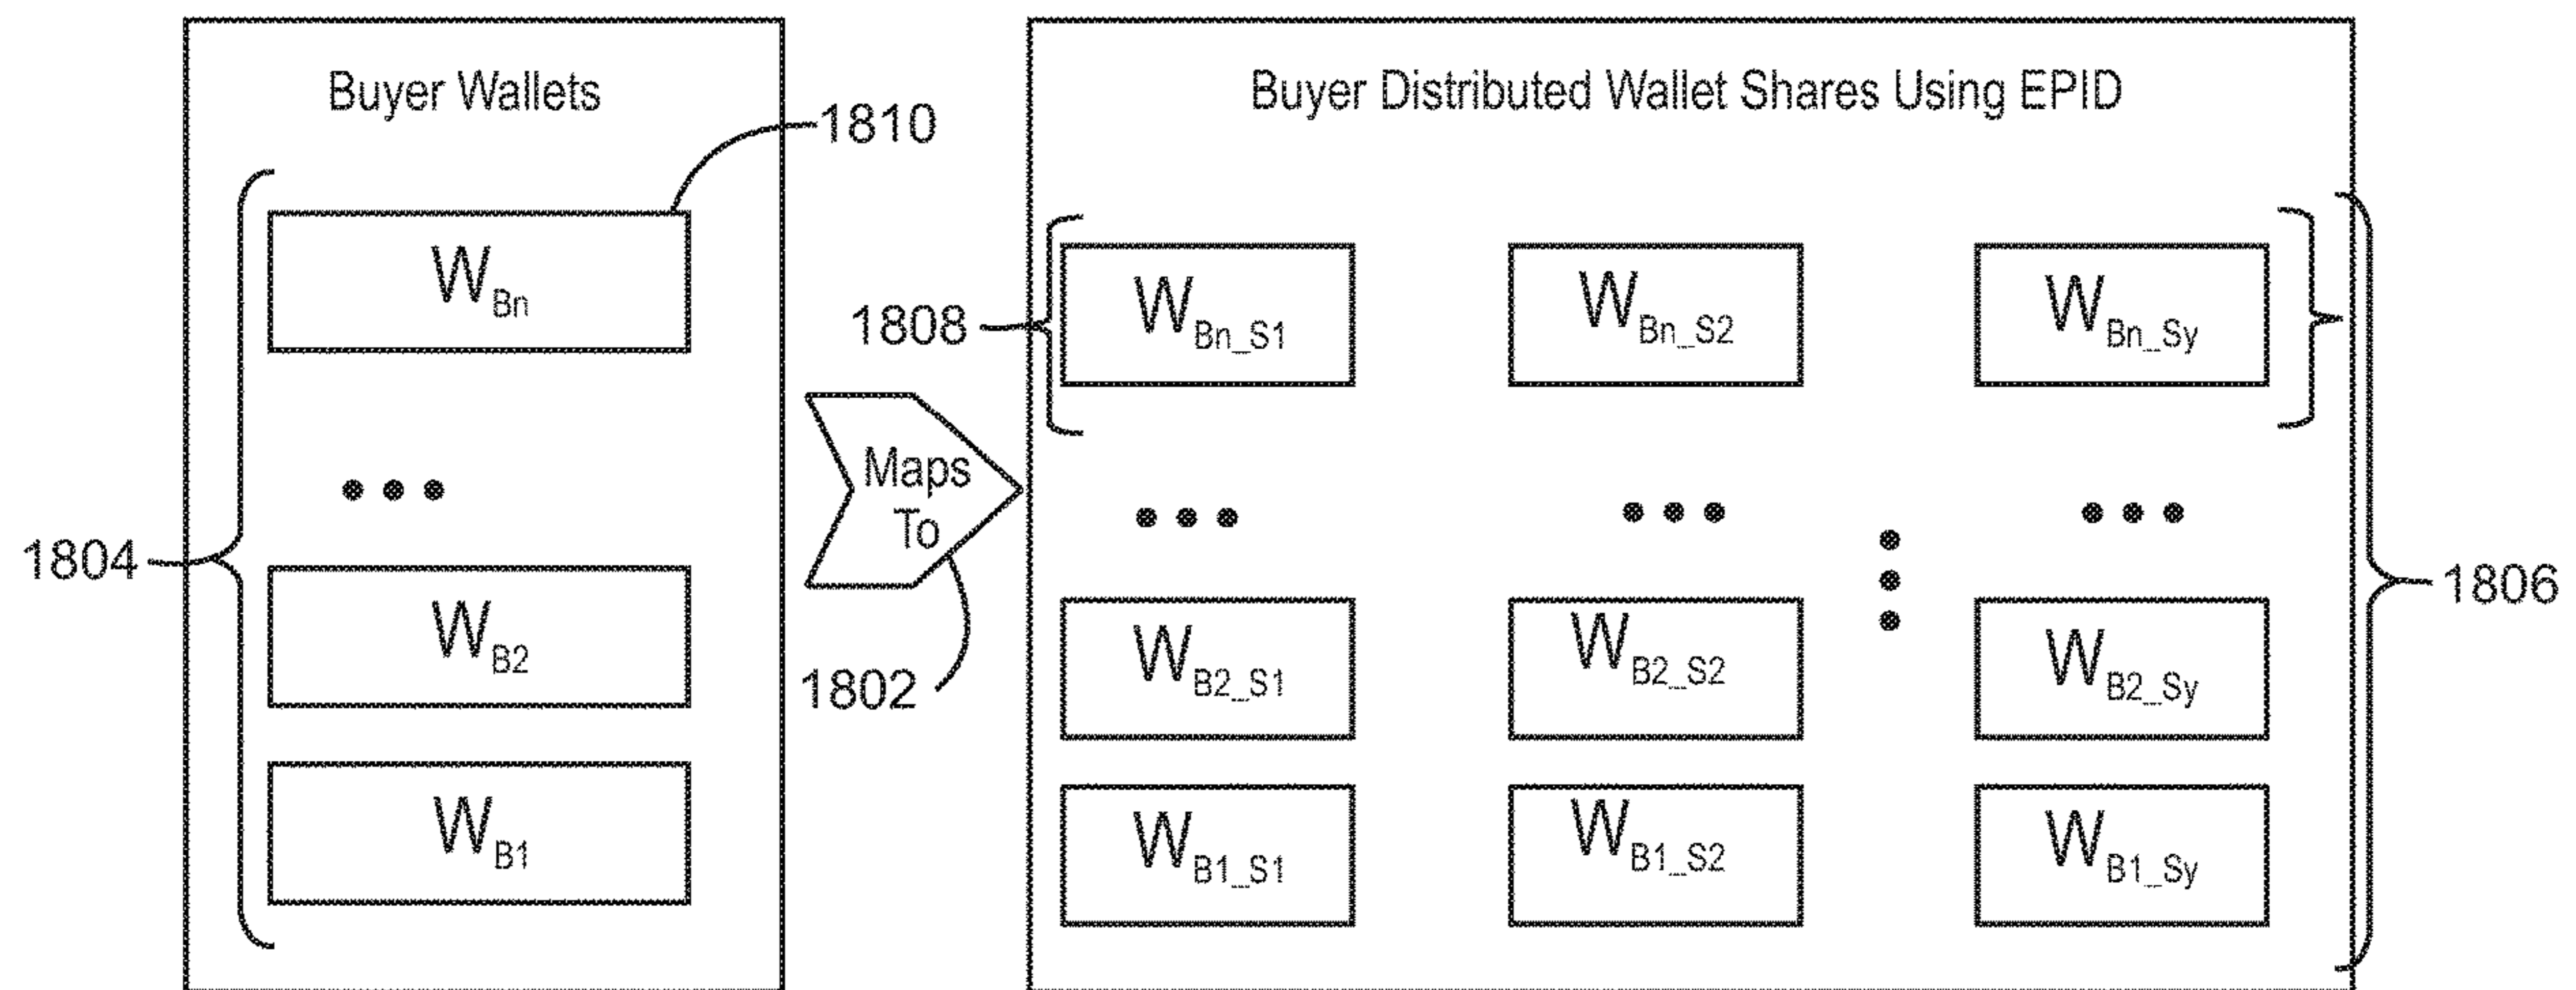 Buyer Wallets
1810
W_Bn
1804
W_B2
W_B1
Maps
To
1802
Buyer Distributed Wallet Shares Using EPID
1808
W_Bn_S1 W_Bn_S2 W_Bn_Sy
W_B2_S1 W_B2_S2 W_B2_Sy
W_B1_S1 W_B1_S2 W_B1_Sy
1806